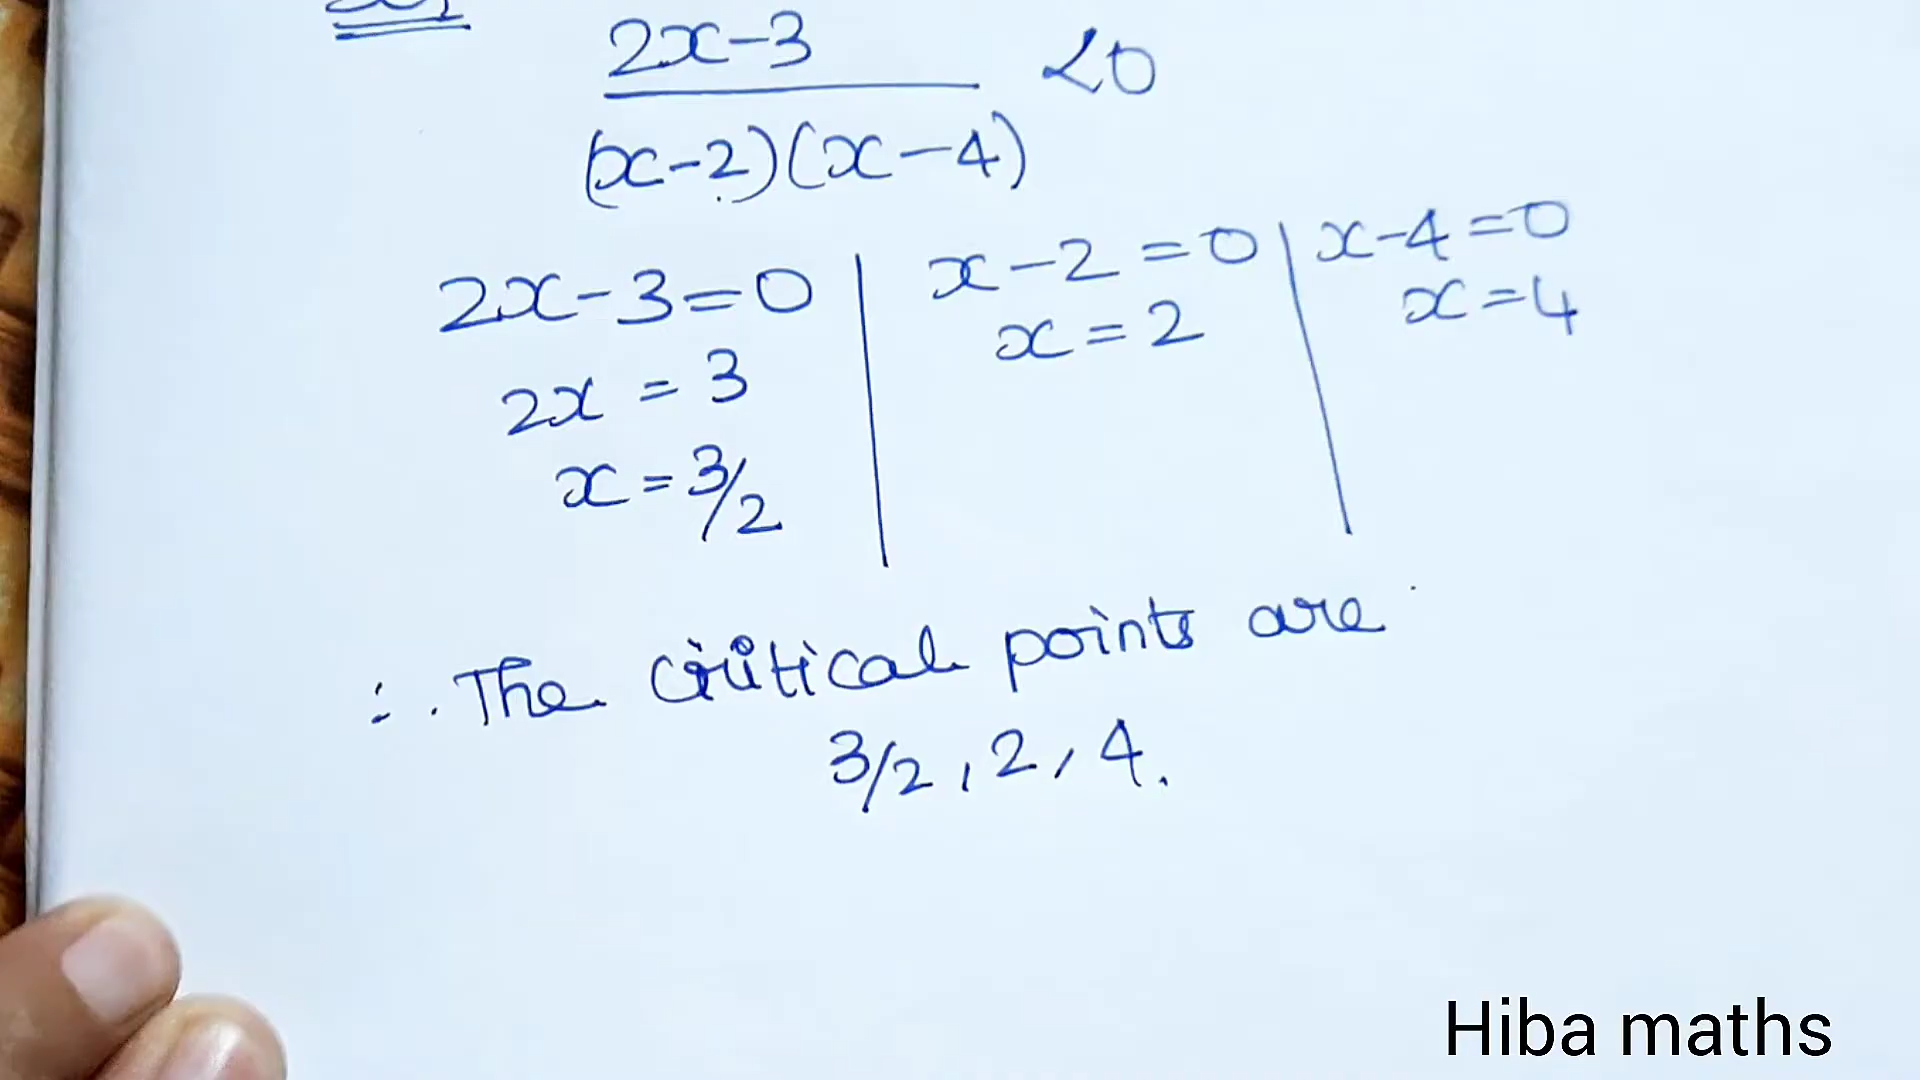 2x-3
<0
(x-2)(x-4)
2x-3=0
2x = 3
x = 3/2
x-2=0
x = 2
x-4=0
x = 4
∴ The critical points are
3/2, 2, 4.
Hiba maths